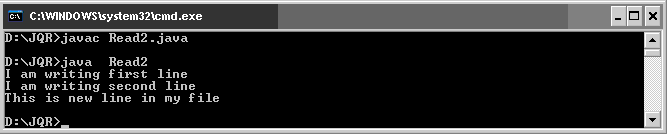 C:\WINDOWS\system32\cmd.exe
D:\JQR>javac Read2.java
D:\JQR>java  Read2
I am writing first line
I am writing second line
This is new line in my file
D:\JQR>_